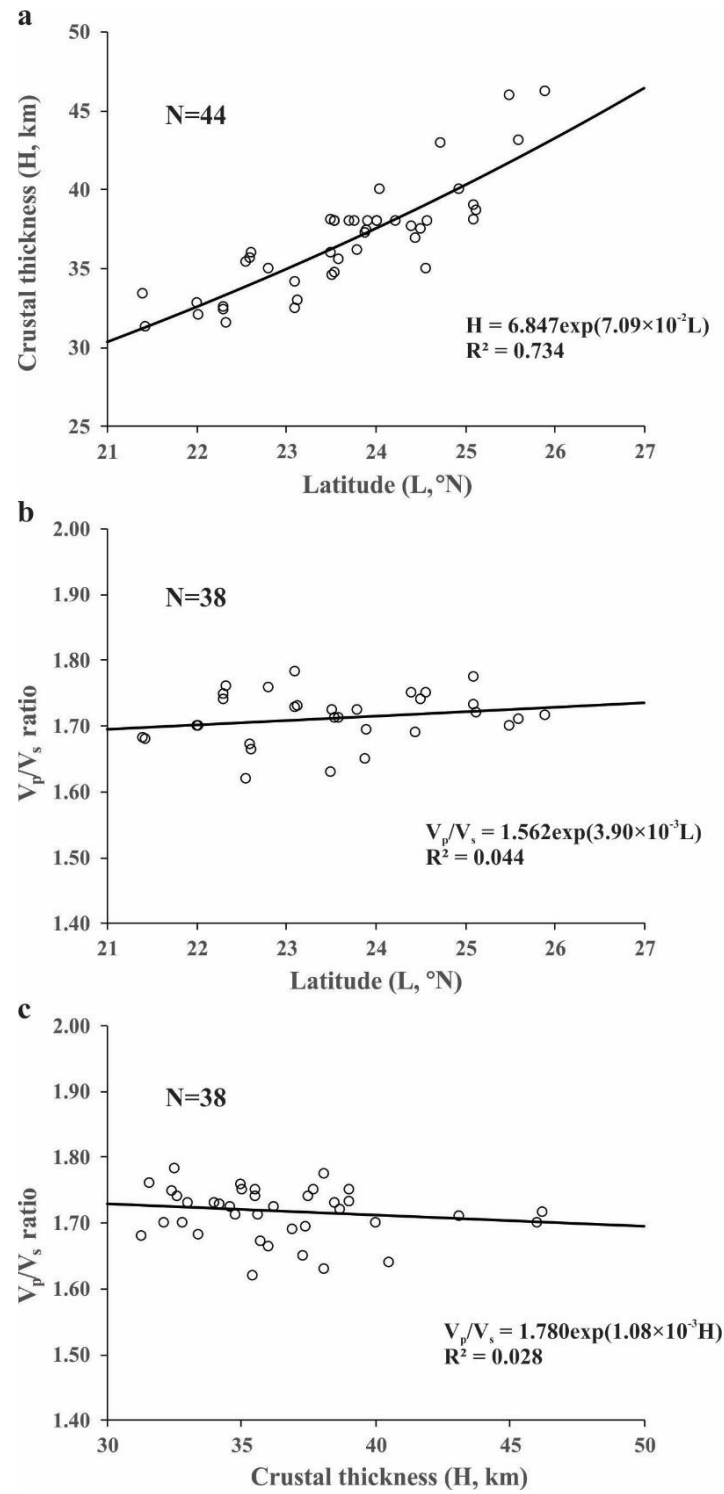 a
50
45
40
35
30
25
Crustal thickness (H, km)
N=44
H = 6.847exp(7.09×10⁻²L)
R² = 0.734
21 22 23 24 25 26 27
Latitude (L, °N)
b
2.00
1.90
1.80
1.70
1.60
1.50
1.40
Vₚ/Vₛ ratio
N=38
Vₚ/Vₛ = 1.562exp(3.90×10⁻³L)
R² = 0.044
21 22 23 24 25 26 27
Latitude (L, °N)
c
2.00
1.90
1.80
1.70
1.60
1.50
1.40
Vₚ/Vₛ ratio
N=38
Vₚ/Vₛ = 1.780exp(1.08×10⁻³H)
R² = 0.028
30 35 40 45 50
Crustal thickness (H, km)